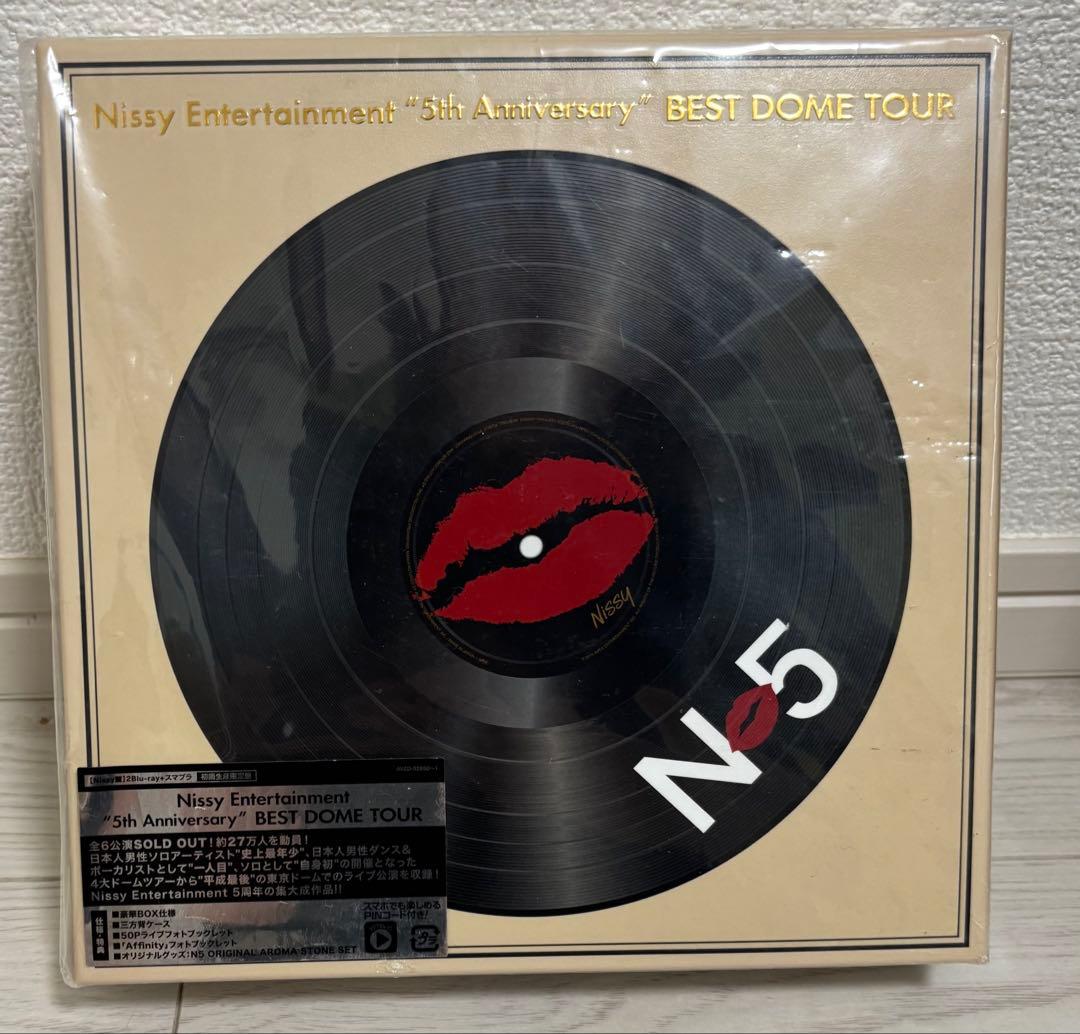 Nissy Entertainment "5th Anniversary" BEST DOME TOUR
Nissy
No5
【Nissy盤】2Blu-ray+スマプラ 初回生産限定盤
Nissy Entertainment
"5th Anniversary" BEST DOME TOUR
全6公演SOLD OUT!約27万人を動員!
日本人男性ソロアーティスト"史上最年少"、日本人男性ダンス&
ボーカリストとして"一人目"、ソロとして"自身初"の開催となった
4大ドームツアーから"平成最後"の東京ドームでのライブ公演を収録!
Nissy Entertainment 5周年の集大成作品!!
仕様・特典
■豪華BOX仕様
■三方背ケース
■50Pライブフォトブックレット
■「Affinity」フォトブックレット
■オリジナルグッズ:N5 ORIGINAL AROMA STONE SET
スマホでも楽しめる
PINコード付き!